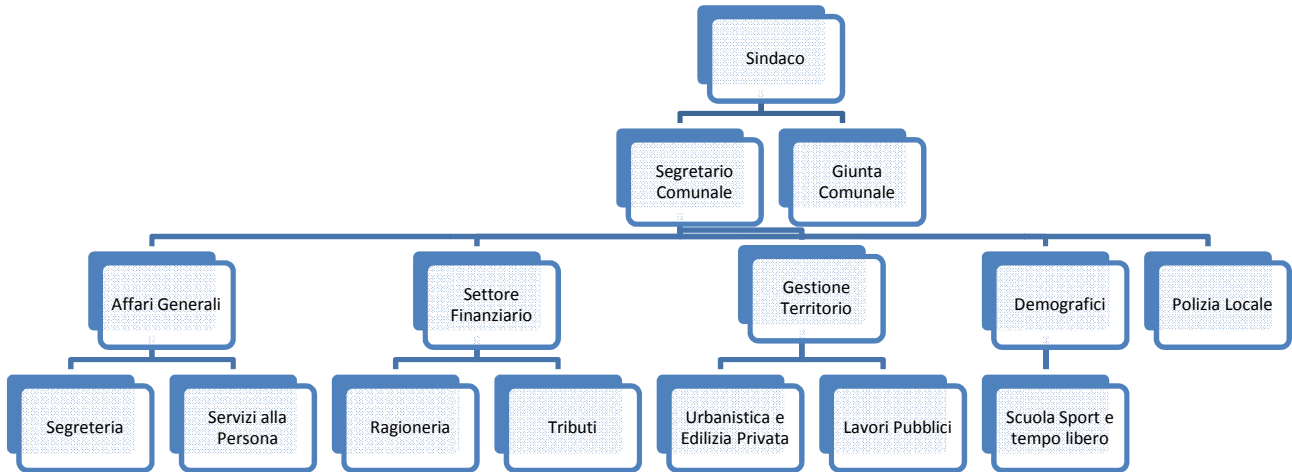 Sindaco
Segretario
Comunale
Giunta
Comunale
Affari Generali
Settore
Finanziario
Gestione
Territorio
Demografici
Polizia Locale
Segreteria
Servizi alla
Persona
Ragioneria
Tributi
Urbanistica e
Edilizia Privata
Lavori Pubblici
Scuola Sport e
tempo libero